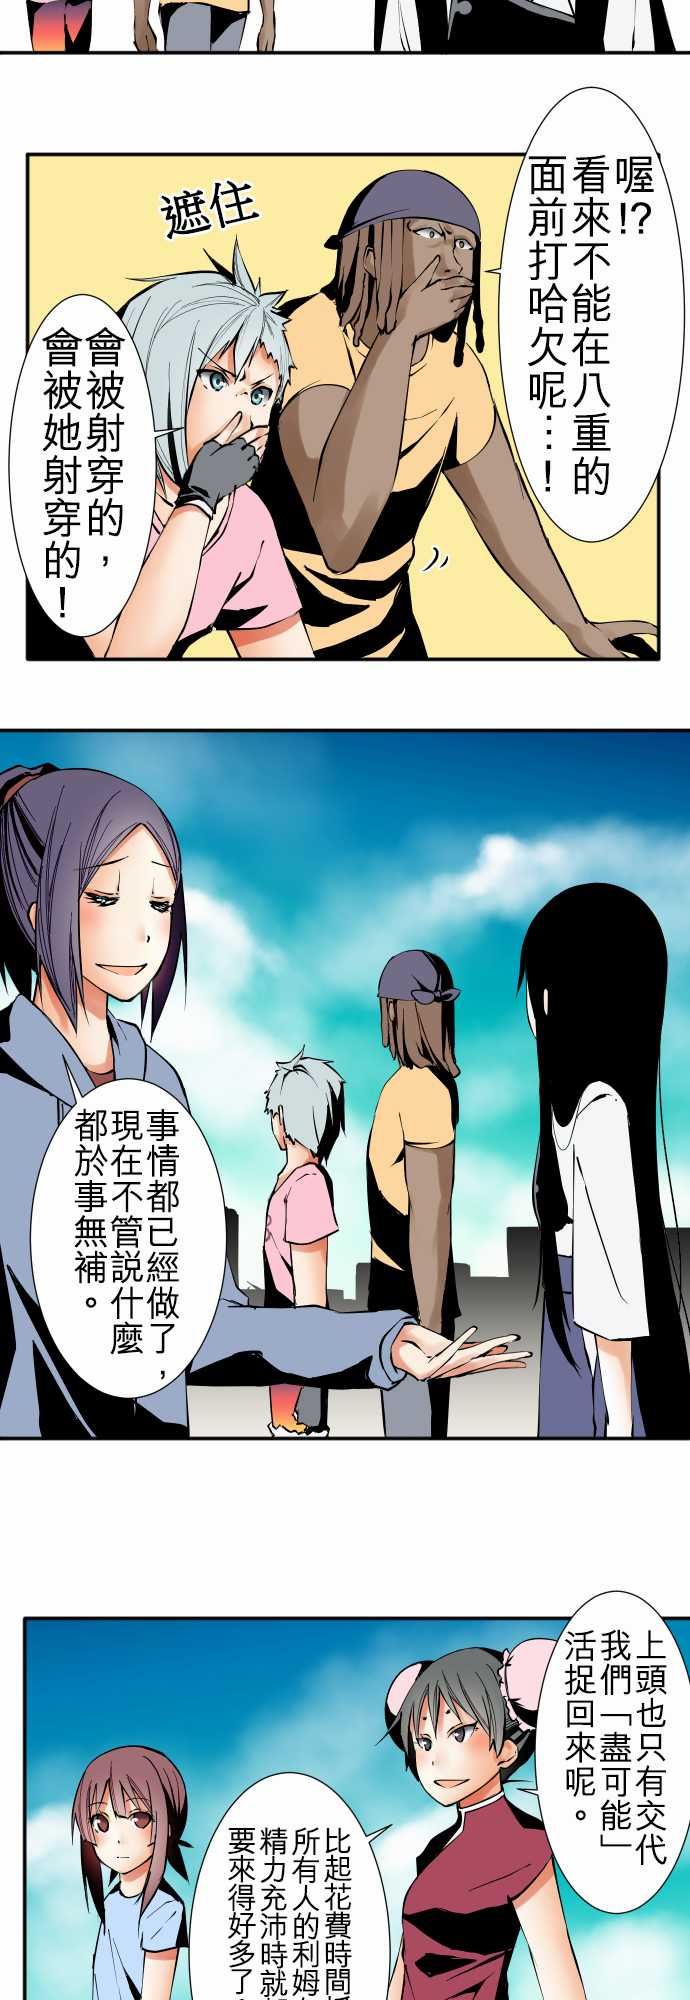 喔!?
看來不能在八重的
面前打哈欠呢…!
遮住
會被射穿的，
會被她射穿的！
事情都已經做了，
現在不管說什麼
都於事無補。
上頭也只有交代
我們「盡可能」
活捉回來呢。
比起花費時間
所有人的利姆
精力充沛時就
要來得好多了